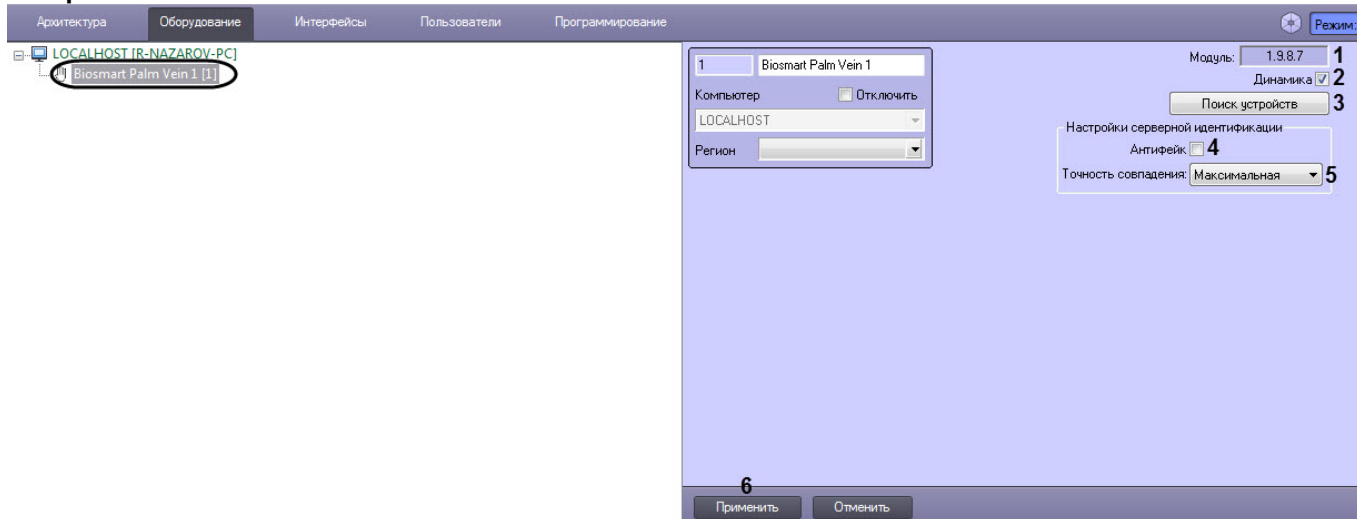 Архитектура Оборудование Интерфейсы Пользователи Программирование Режим:
LOCALHOST [R-NAZAROV-PC]
Biosmart Palm Vein 1 [1]
1 Biosmart Palm Vein 1
Компьютер Отключить
LOCALHOST
Регион
Модуль: 1.9.8.7 1
Динамика 2
Поиск устройств 3
Настройки серверной идентификации
Антифейк 4
Точность совпадения: Максимальная 5
6
Применить Отменить